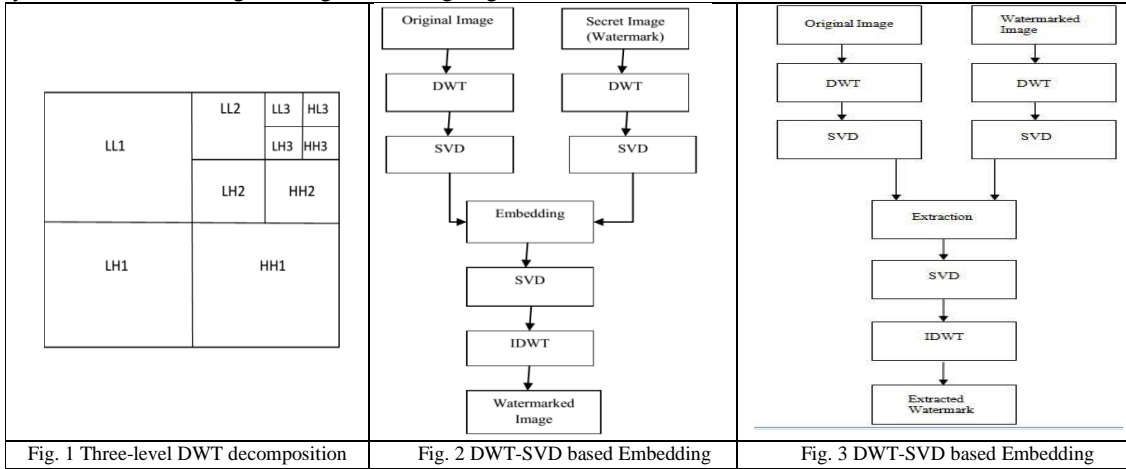 LL1
LL2
LL3
HL3
LH3
HH3
LH2
HH2
LH1
HH1
Fig. 1 Three-level DWT decomposition
Original Image
Secret Image
(Watermark)
DWT
DWT
SVD
SVD
Embedding
SVD
IDWT
Watermarked
Image
Fig. 2 DWT-SVD based Embedding
Original Image
Watermarked
Image
DWT
DWT
SVD
SVD
Extraction
SVD
IDWT
Extracted
Watermark
Fig. 3 DWT-SVD based Embedding